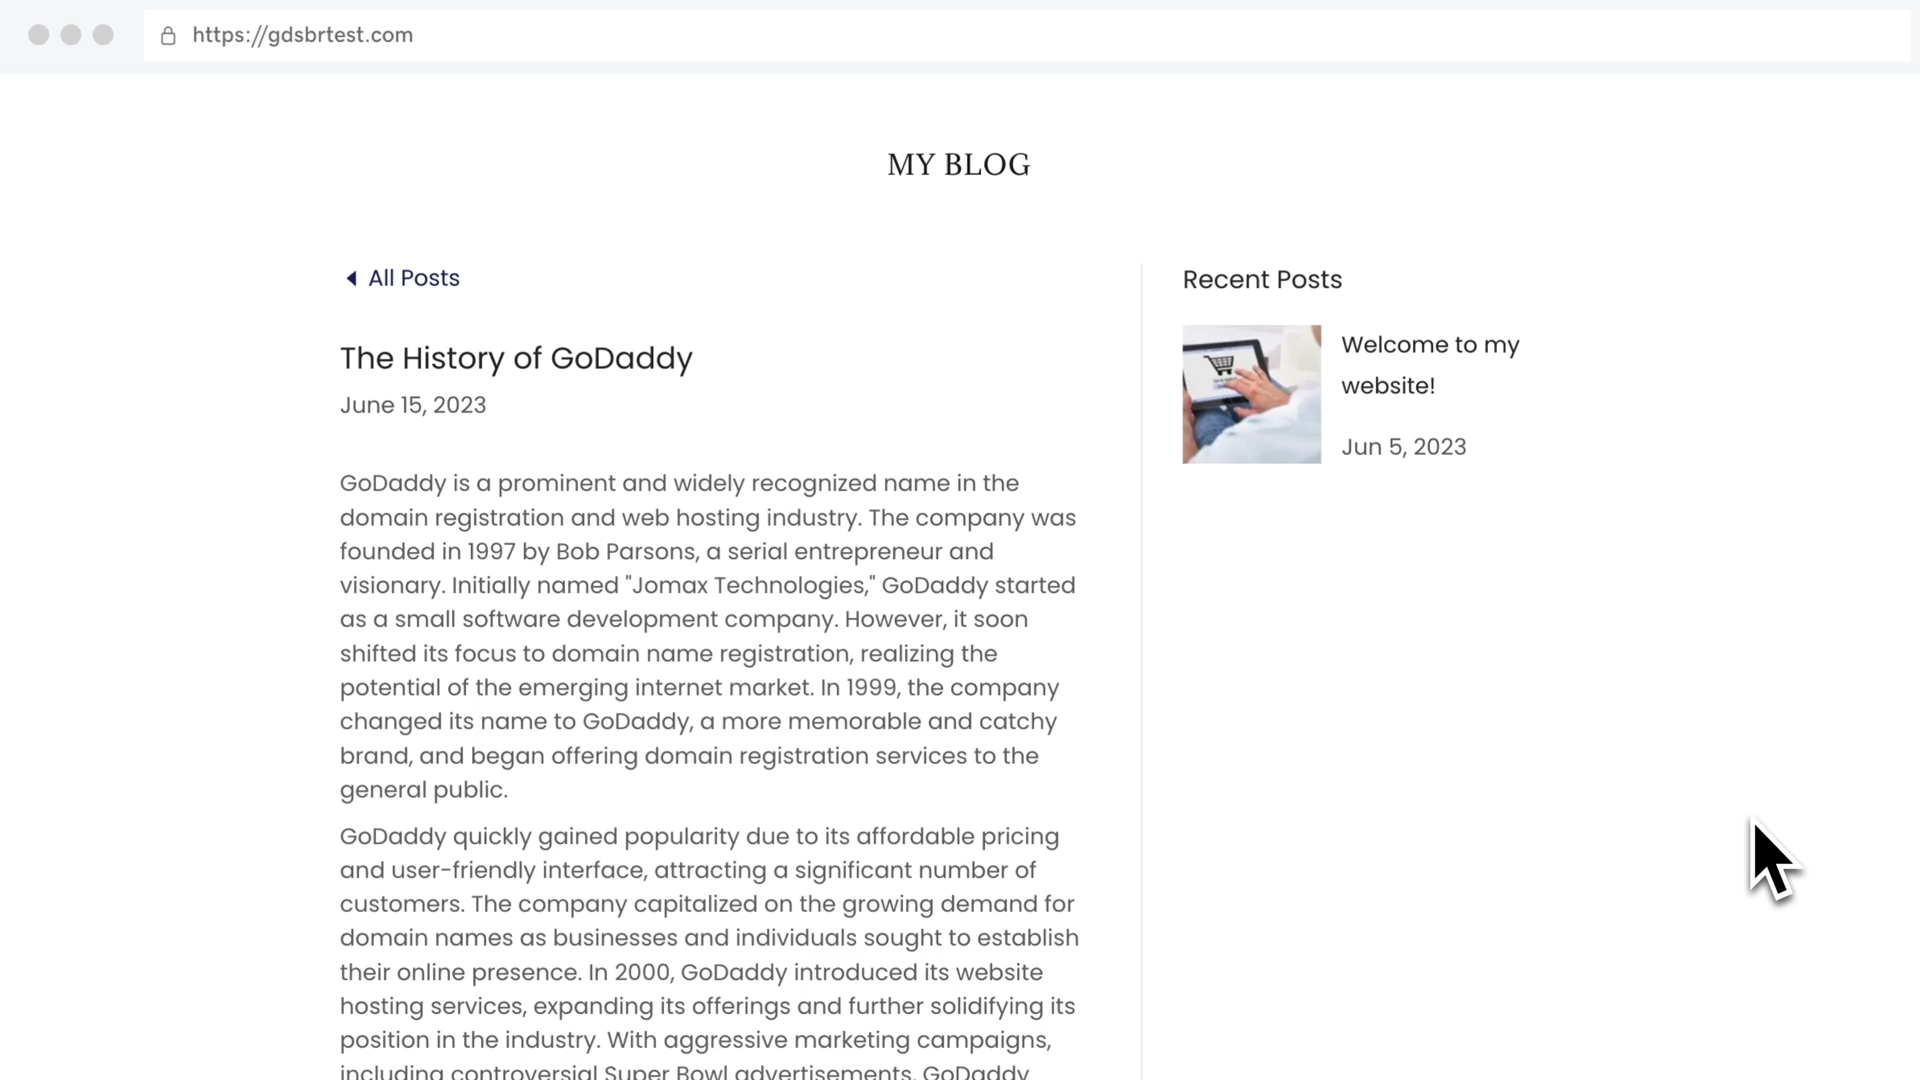 https://gdsbrtest.com
MY BLOG
All Posts
The History of GoDaddy
June 15, 2023
GoDaddy is a prominent and widely recognized name in the
domain registration and web hosting industry. The company was
founded in 1997 by Bob Parsons, a serial entrepreneur and
visionary. Initially named "Jomax Technologies," GoDaddy started
as a small software development company. However, it soon
shifted its focus to domain name registration, realizing the
potential of the emerging internet market. In 1999, the company
changed its name to GoDaddy, a more memorable and catchy
brand, and began offering domain registration services to the
general public.
GoDaddy quickly gained popularity due to its affordable pricing
and user-friendly interface, attracting a significant number of
customers. The company capitalized on the growing demand for
domain names as businesses and individuals sought to establish
their online presence. In 2000, GoDaddy introduced its website
hosting services, expanding its offerings and further solidifying its
position in the industry. With aggressive marketing campaigns,
including controversial Super Bowl advertisements, GoDaddy
Recent Posts
Welcome to my
website!
Jun 5, 2023